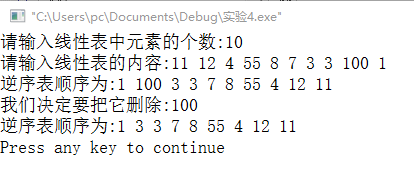 "C:\Users\pc\Documents\Debug\实验4.exe"
请输入线性表中元素的个数:10
请输入线性表的内容:11 12 4 55 8 7 3 3 100 1
逆序表顺序为:1 100 3 3 7 8 55 4 12 11
我们决定要把它删除:100
逆序表顺序为:1 3 3 7 8 55 4 12 11
Press any key to continue